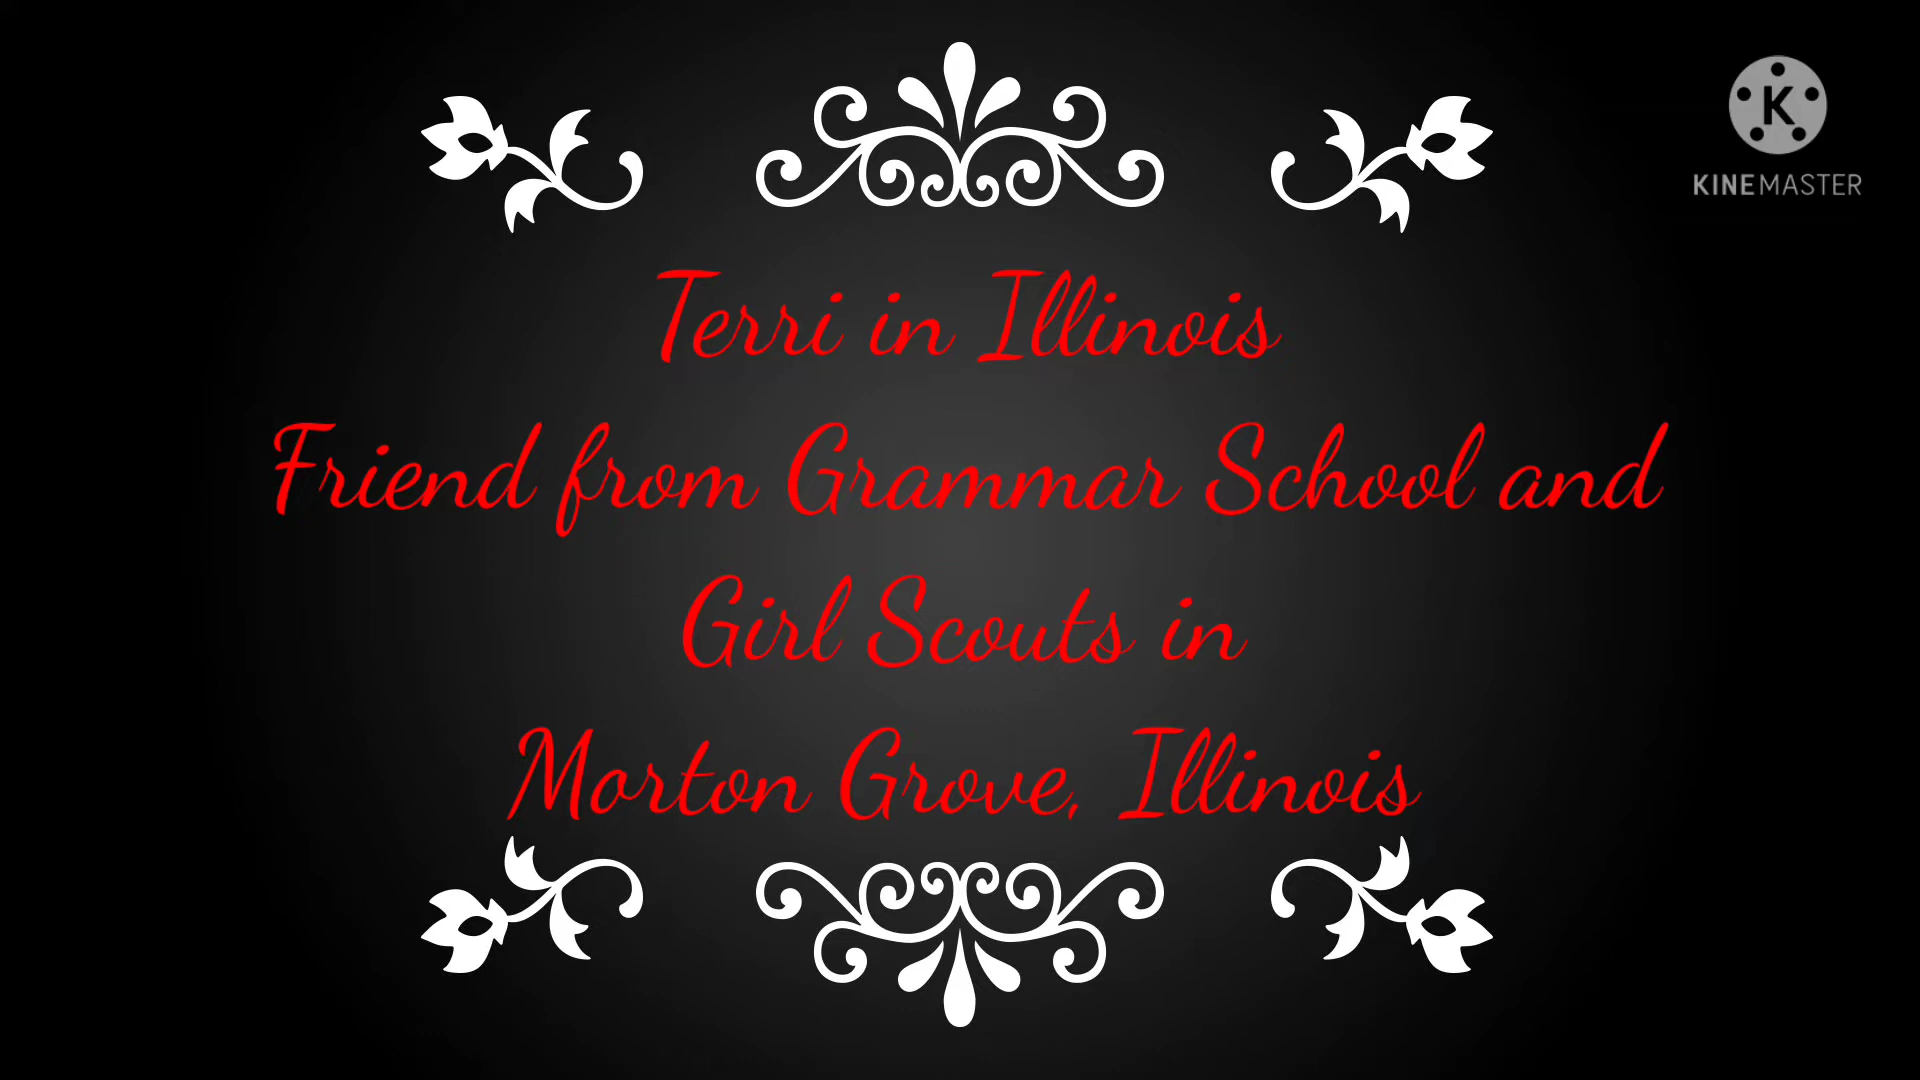 K
KINEMASTER
Terri in Illinois
Friend from Grammar School and
Girl Scouts in
Morton Grove, Illinois